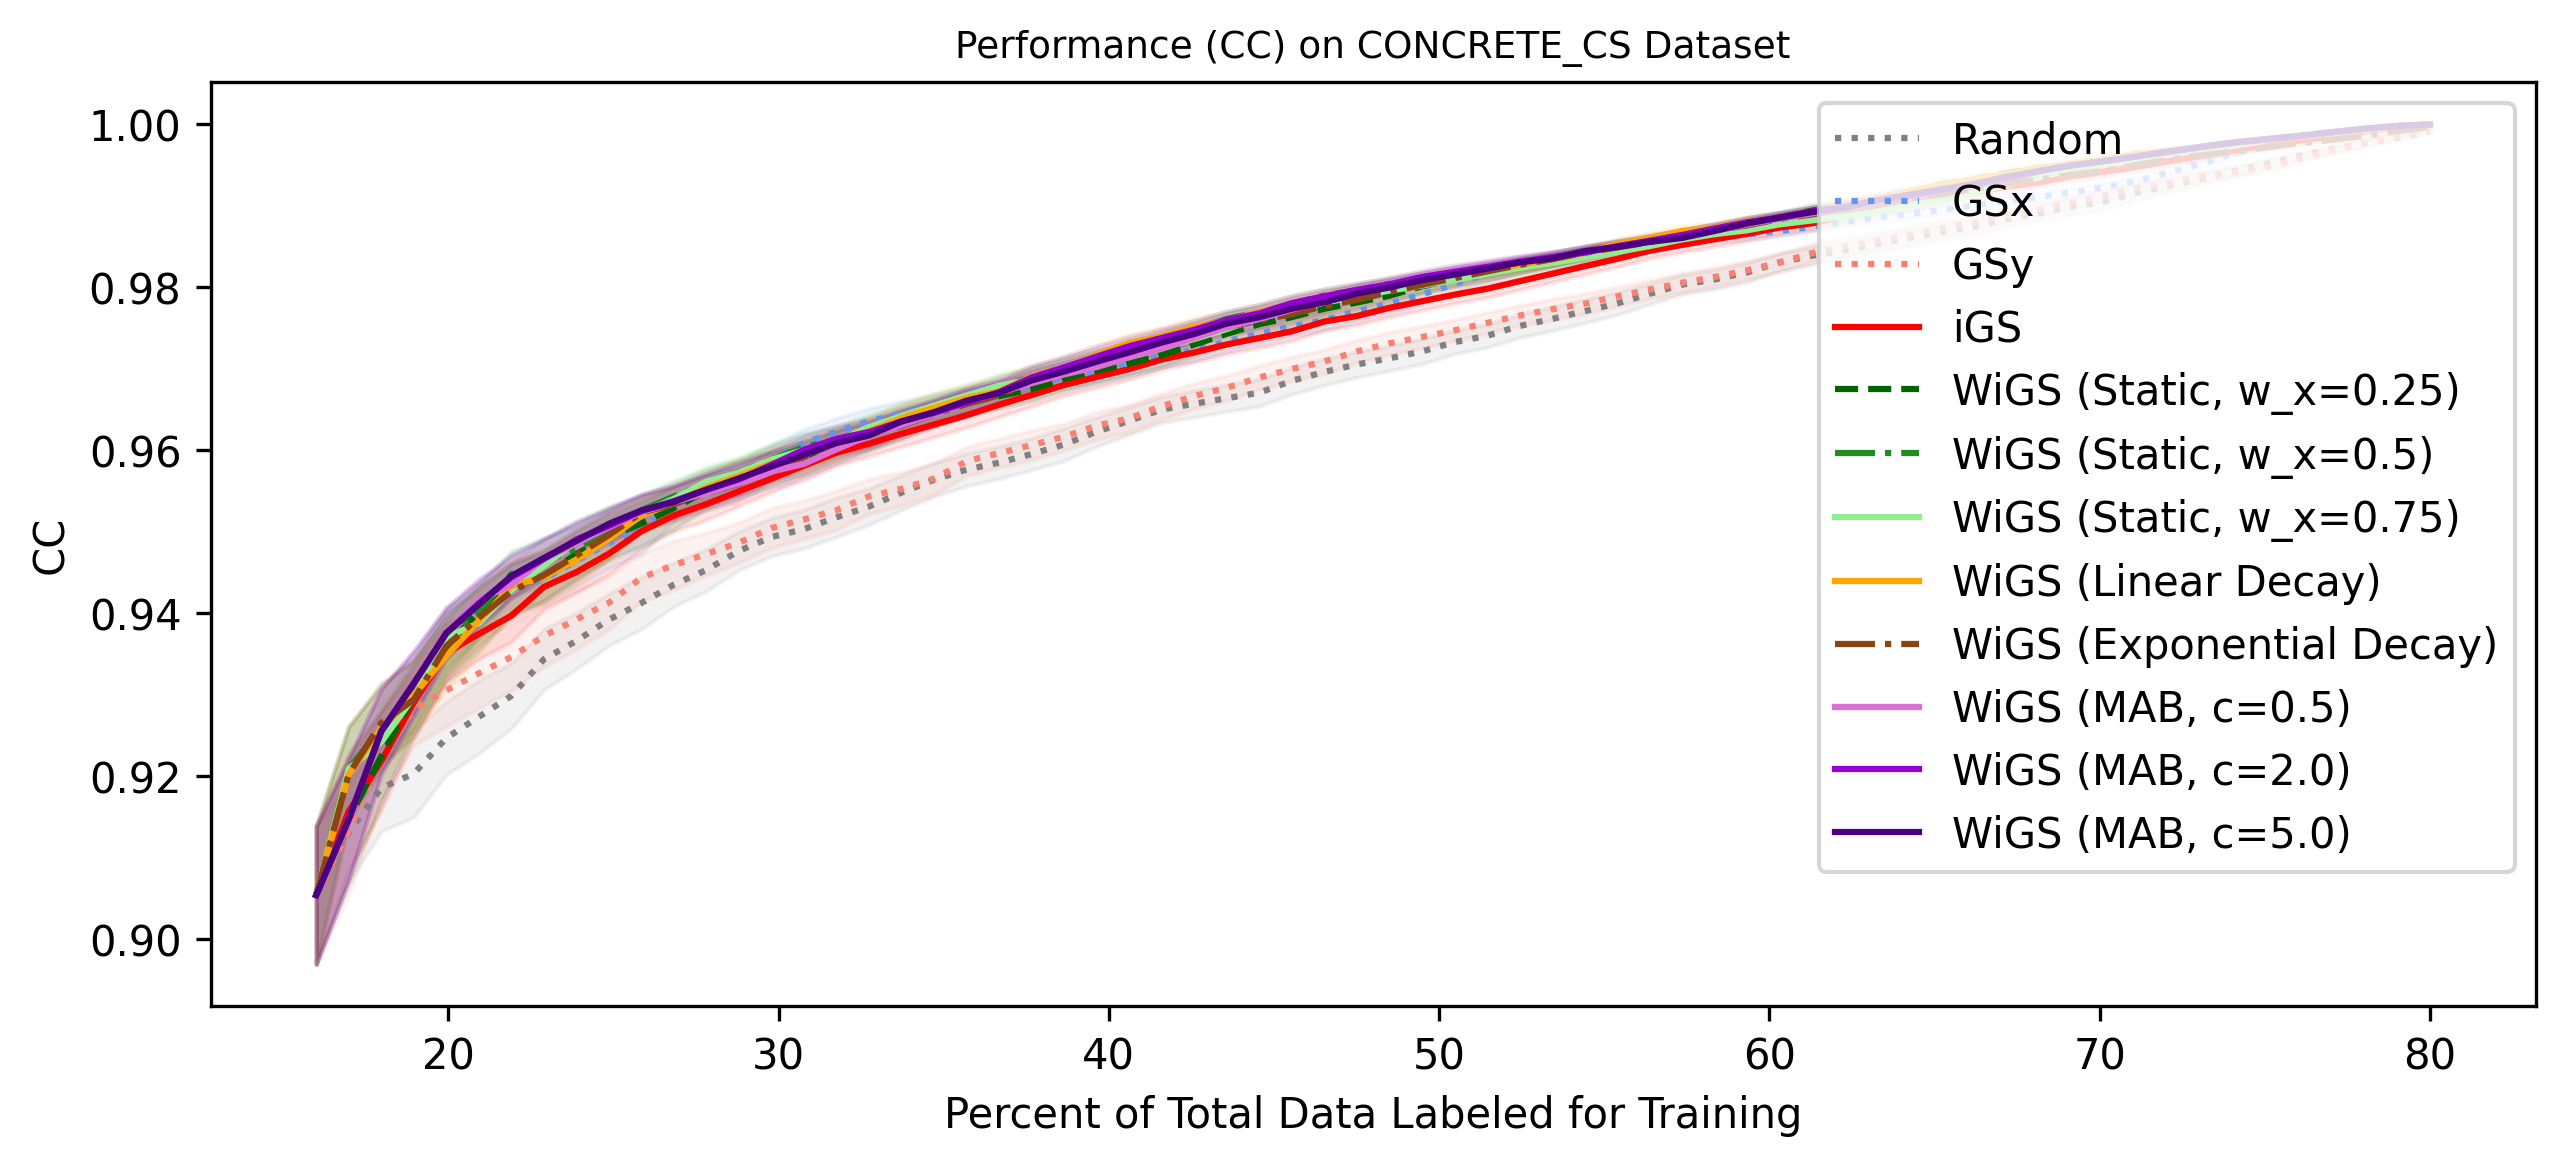 Performance (CC) on CONCRETE_CS Dataset
1.00
0.98
0.96
0.94
0.92
0.90
CC
20 30 40 50 60 70 80
Percent of Total Data Labeled for Training
Random
GSx
GSy
iGS
WiGS (Static, w_x=0.25)
WiGS (Static, w_x=0.5)
WiGS (Static, w_x=0.75)
WiGS (Linear Decay)
WiGS (Exponential Decay)
WiGS (MAB, c=0.5)
WiGS (MAB, c=2.0)
WiGS (MAB, c=5.0)